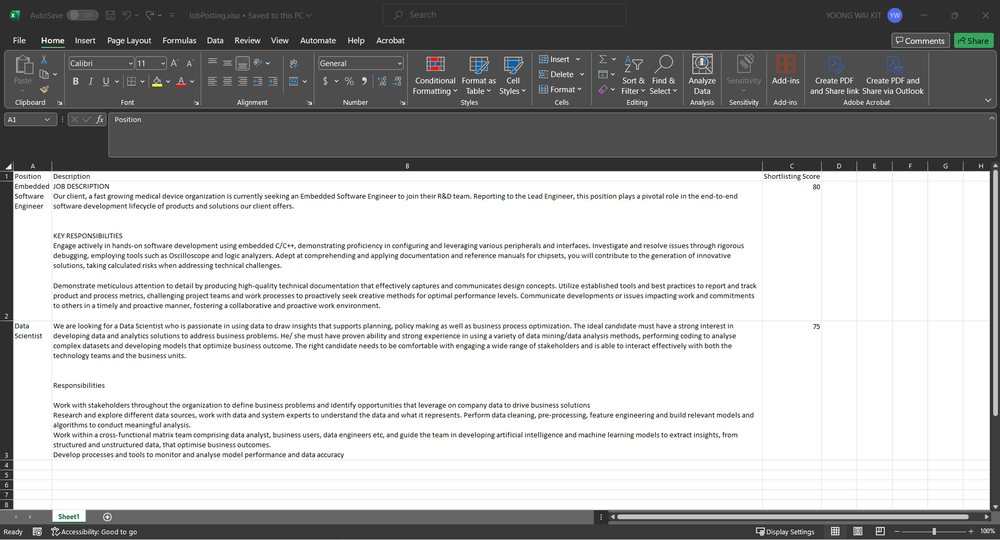 AutoSave Off JobPosting.xlsx • Saved to this PC Search YOONG WAI KIT YW
File Home Insert Page Layout Formulas Data Review View Automate Help Acrobat Comments Share
Paste Calibri 11 A A General Insert Σ
B I U A $ % 9 Delete
Conditional Formatting Format as Table Cell Styles Format Sort & Filter Find & Select Analyze Data Sensitivity Add-ins Create PDF and Share link Create PDF and Share via Outlook
Clipboard Font Alignment Number Styles Cells Editing Analysis Sensitivity Add-ins Adobe Acrobat
A1 fx Position
A B C D E F G H
1 Position Description Shortlisting Score
Embedded JOB DESCRIPTION 80
Software Our client, a fast growing medical device organization is currently seeking an Embedded Software Engineer to join their R&D team. Reporting to the Lead Engineer, this position plays a pivotal role in the end-to-end
Engineer software development lifecycle of products and solutions our client offers.
KEY RESPONSIBILITIES
Engage actively in hands-on software development using embedded C/C++, demonstrating proficiency in configuring and leveraging various peripherals and interfaces. Investigate and resolve issues through rigorous
debugging, employing tools such as Oscilloscope and logic analyzers. Adept at comprehending and applying documentation and reference manuals for chipsets, you will contribute to the generation of innovative
solutions, taking calculated risks when addressing technical challenges.
Demonstrate meticulous attention to detail by producing high-quality technical documentation that effectively captures and communicates design concepts. Utilize established tools and best practices to report and track
product and process metrics, challenging project teams and work processes to proactively seek creative methods for optimal performance levels. Communicate developments or issues impacting work and commitments
to others in a timely and proactive manner, fostering a collaborative and proactive work environment.
2
Data We are looking for a Data Scientist who is passionate in using data to draw insights that supports planning, policy making as well as business process optimization. The ideal candidate must have a strong interest in 75
Scientist developing data and analytics solutions to address business problems. He/ she must have proven ability and strong experience in using a variety of data mining/data analysis methods, performing coding to analyse
complex datasets and developing models that optimize business outcome. The right candidate needs to be comfortable with engaging a wide range of stakeholders and is able to interact effectively with both the
technology teams and the business units.
Responsibilities
Work with stakeholders throughout the organization to define business problems and identify opportunities that leverage on company data to drive business solutions
Research and explore different data sources, work with data and system experts to understand the data and what it represents. Perform data cleaning, pre-processing, feature engineering and build relevant models and
algorithms to conduct meaningful analysis.
Work within a cross-functional matrix team comprising data analyst, business users, data engineers etc, and guide the team in developing artificial intelligence and machine learning models to extract insights, from
structured and unstructured data, that optimise business outcomes.
3 Develop processes and tools to monitor and analyse model performance and data accuracy
4
5
6
7
8
Sheet1
Ready Accessibility: Good to go Display Settings 100%